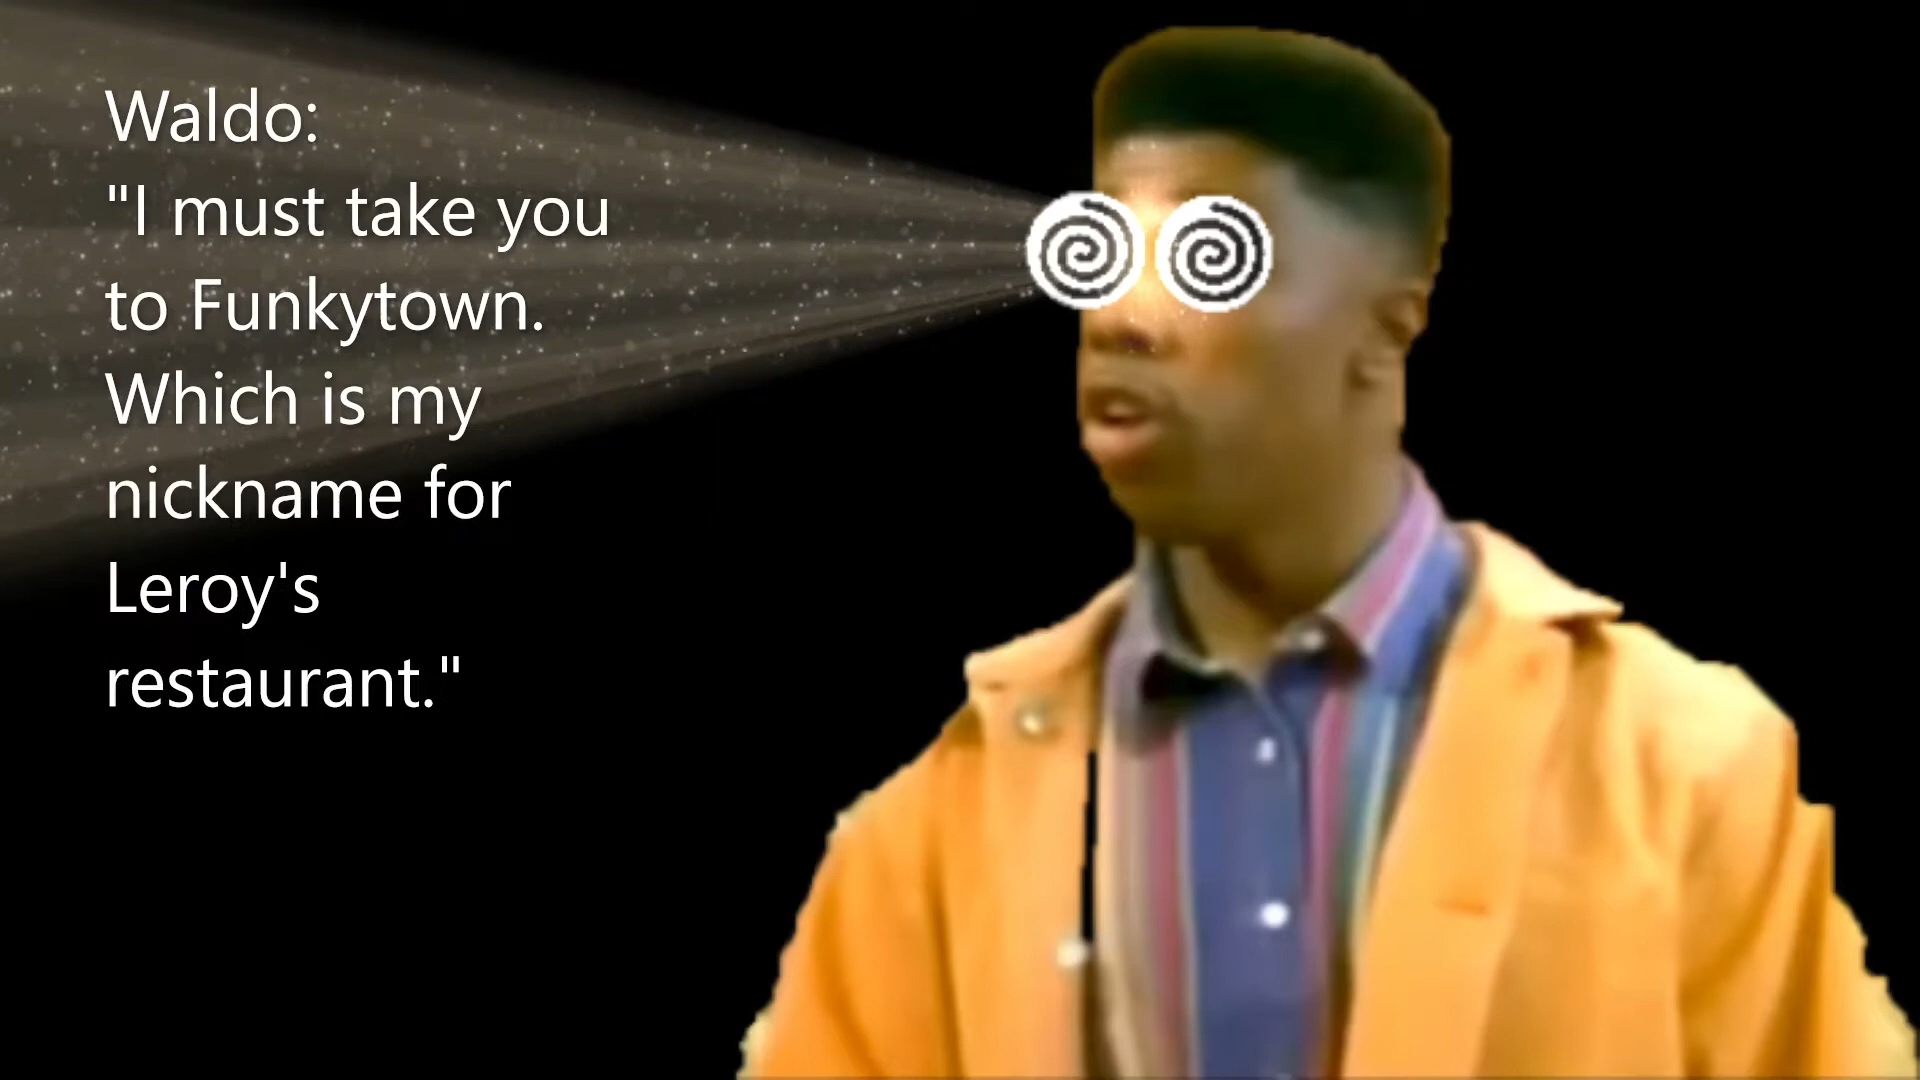 Waldo:
"I must take you
to Funkytown.
Which is my
nickname for
Leroy's
restaurant."